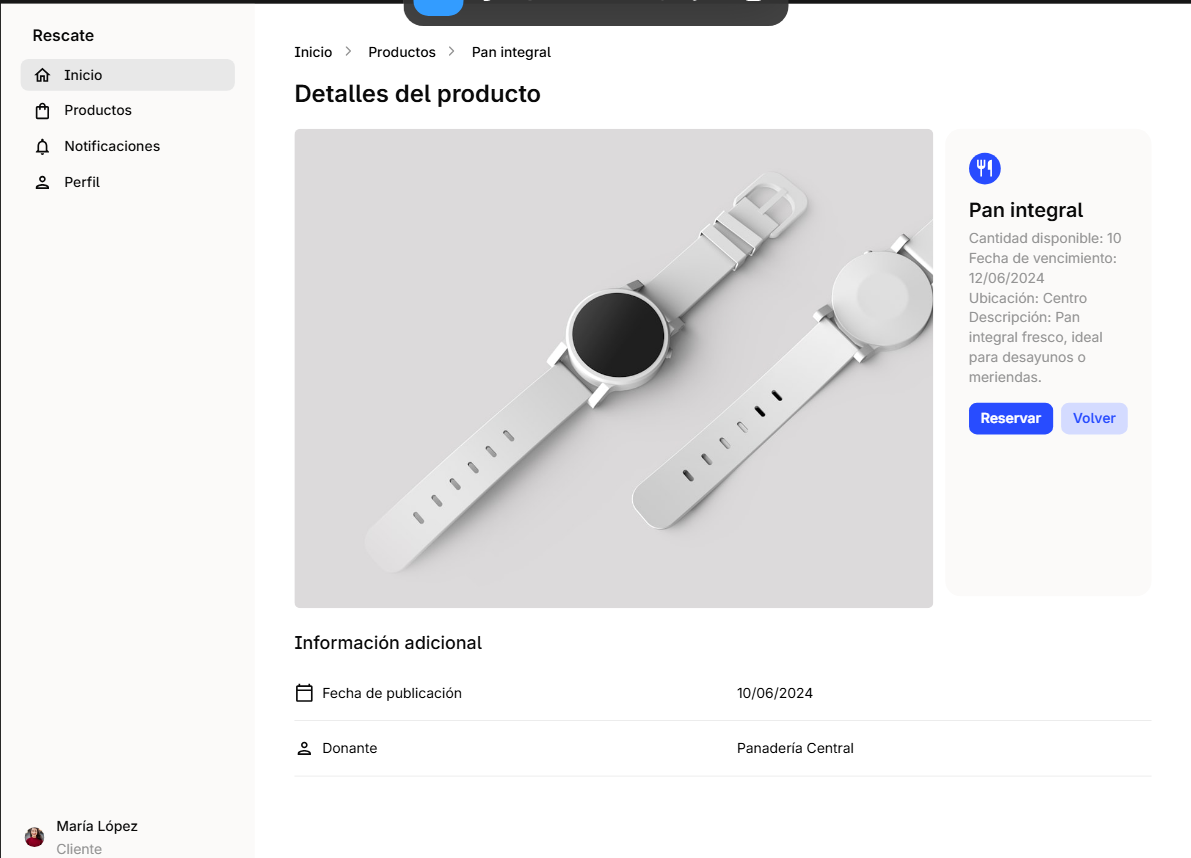 Rescate
Inicio
Productos
Notificaciones
Perfil
María López
Cliente
Inicio > Productos > Pan integral
Detalles del producto
Pan integral
Cantidad disponible: 10
Fecha de vencimiento:
12/06/2024
Ubicación: Centro
Descripción: Pan
integral fresco, ideal
para desayunos o
meriendas.
Reservar Volver
Información adicional
Fecha de publicación 10/06/2024
Donante Panadería Central